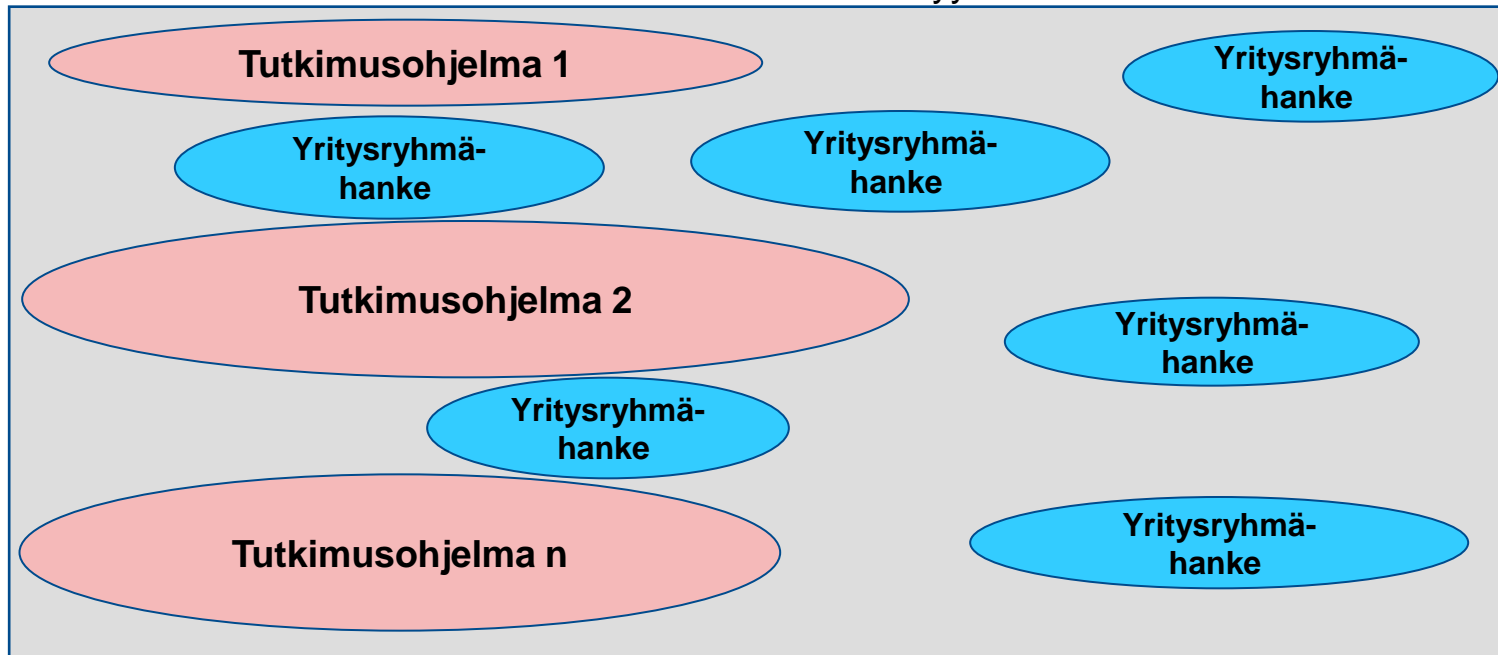 Tutkimusohjelma 1
Yritysryhmä-
hanke
Yritysryhmä-
hanke
Yritysryhmä-
hanke
Tutkimusohjelma 2
Yritysryhmä-
hanke
Yritysryhmä-
hanke
Tutkimusohjelma n
Yritysryhmä-
hanke